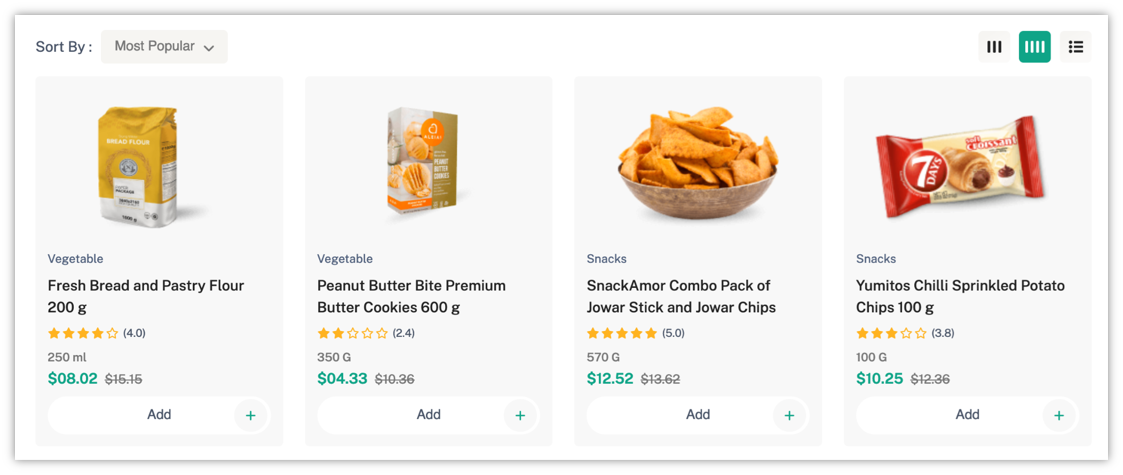 Sort By :
Most Popular
BREAD FLOUR
PACKAGE
1000 g
PEANUT
BUTTER
COOKIES
7
DAYS
soft
croissant
Vegetable
Fresh Bread and Pastry Flour
200 g
(4.0)
250 ml
$08.02 $15.15
Add +
Vegetable
Peanut Butter Bite Premium
Butter Cookies 600 g
(2.4)
350 G
$04.33 $10.36
Add +
Snacks
SnackAmor Combo Pack of
Jowar Stick and Jowar Chips
(5.0)
570 G
$12.52 $13.62
Add +
Snacks
Yumitos Chilli Sprinkled Potato
Chips 100 g
(3.8)
100 G
$10.25 $12.36
Add +